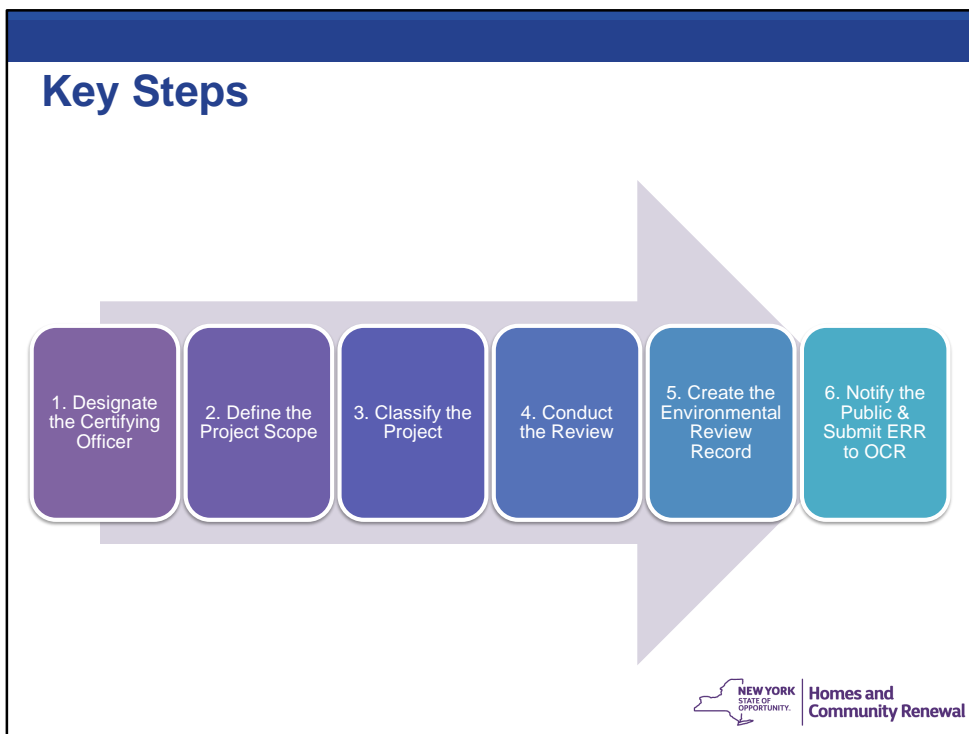 Key Steps
1. Designate
the Certifying
Officer
2. Define the
Project Scope
3. Classify the
Project
4. Conduct
the Review
5. Create the
Environmental
Review
Record
6. Notify the
Public &
Submit ERR
to OCR
NEW YORK
STATE OF
OPPORTUNITY.
Homes and
Community Renewal